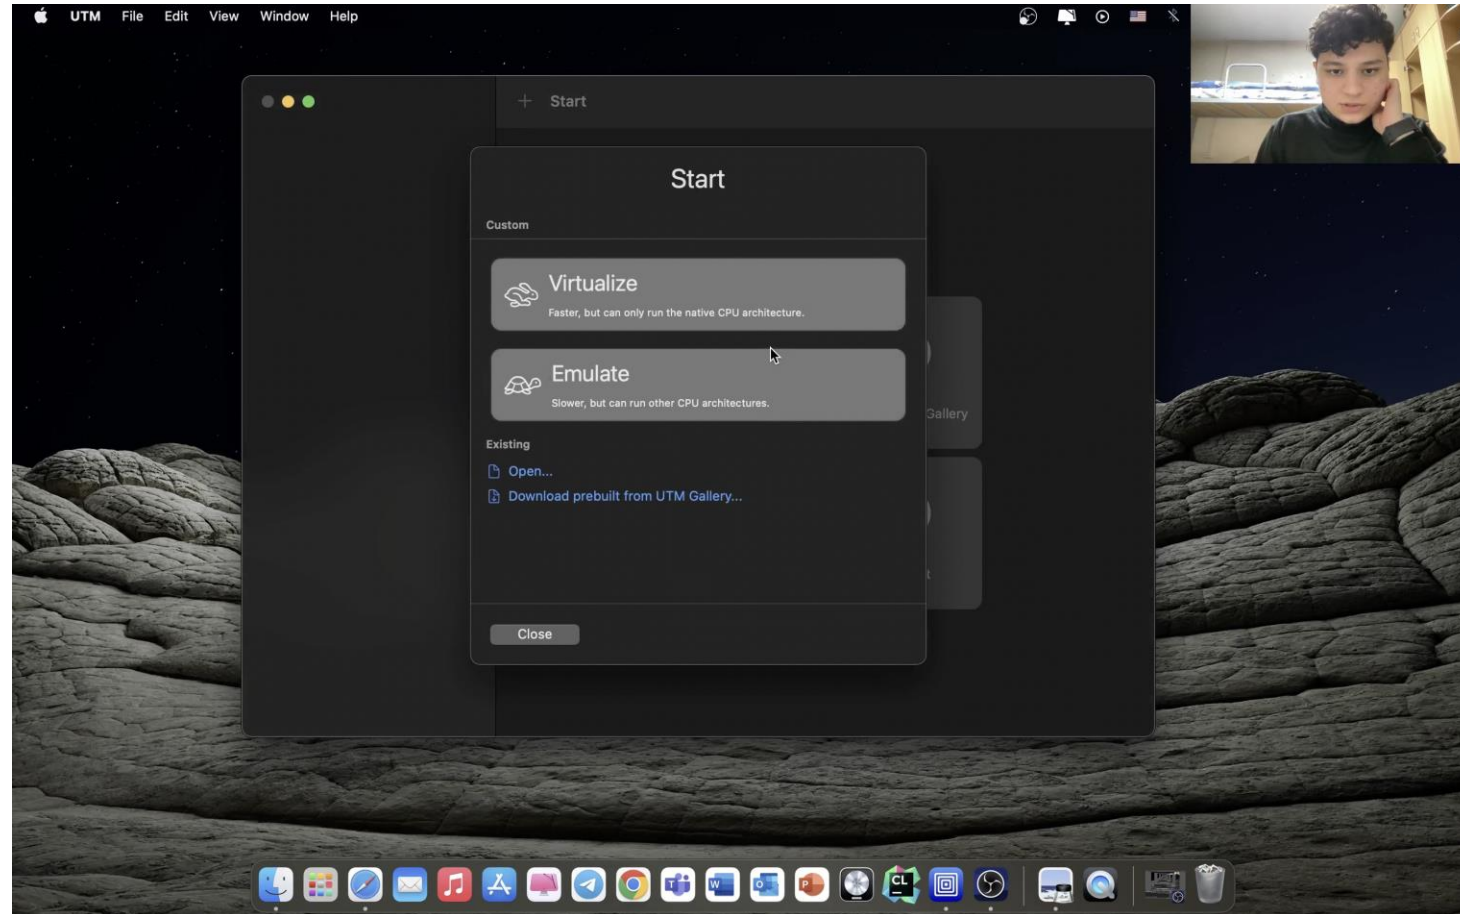 UTM File Edit View Window Help
+ Start
Start
Custom
Virtualize
Faster, but can only run the native CPU architecture.
Emulate
Slower, but can run other CPU architectures.
Gallery
Existing
Open...
Download prebuilt from UTM Gallery...
t
Close
CL